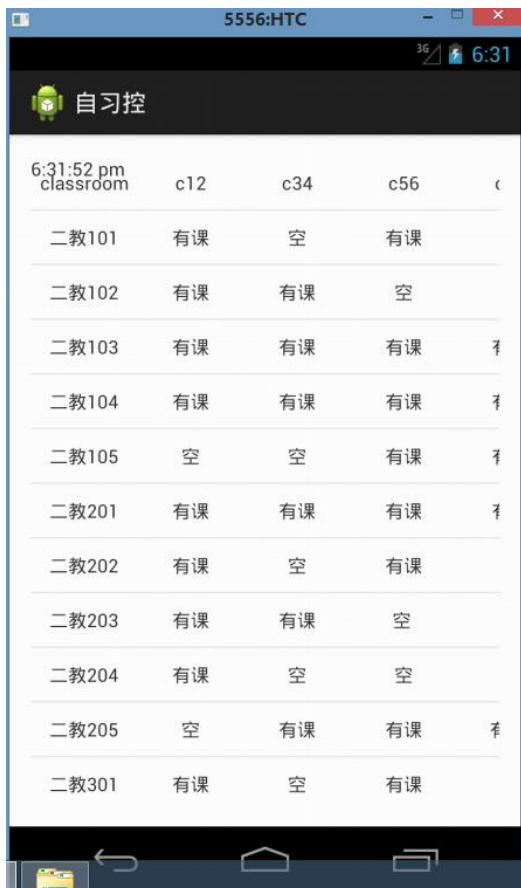 5556:HTC
3G 6:31
自习控
6:31:52 pm
classroom c12 c34 c56
二教101 有课 空 有课
二教102 有课 有课 空
二教103 有课 有课 有课
二教104 有课 有课 有课
二教105 空 空 有课
二教201 有课 有课 有课
二教202 有课 空 有课
二教203 有课 有课 空
二教204 有课 空 空
二教205 空 有课 有课
二教301 有课 空 有课